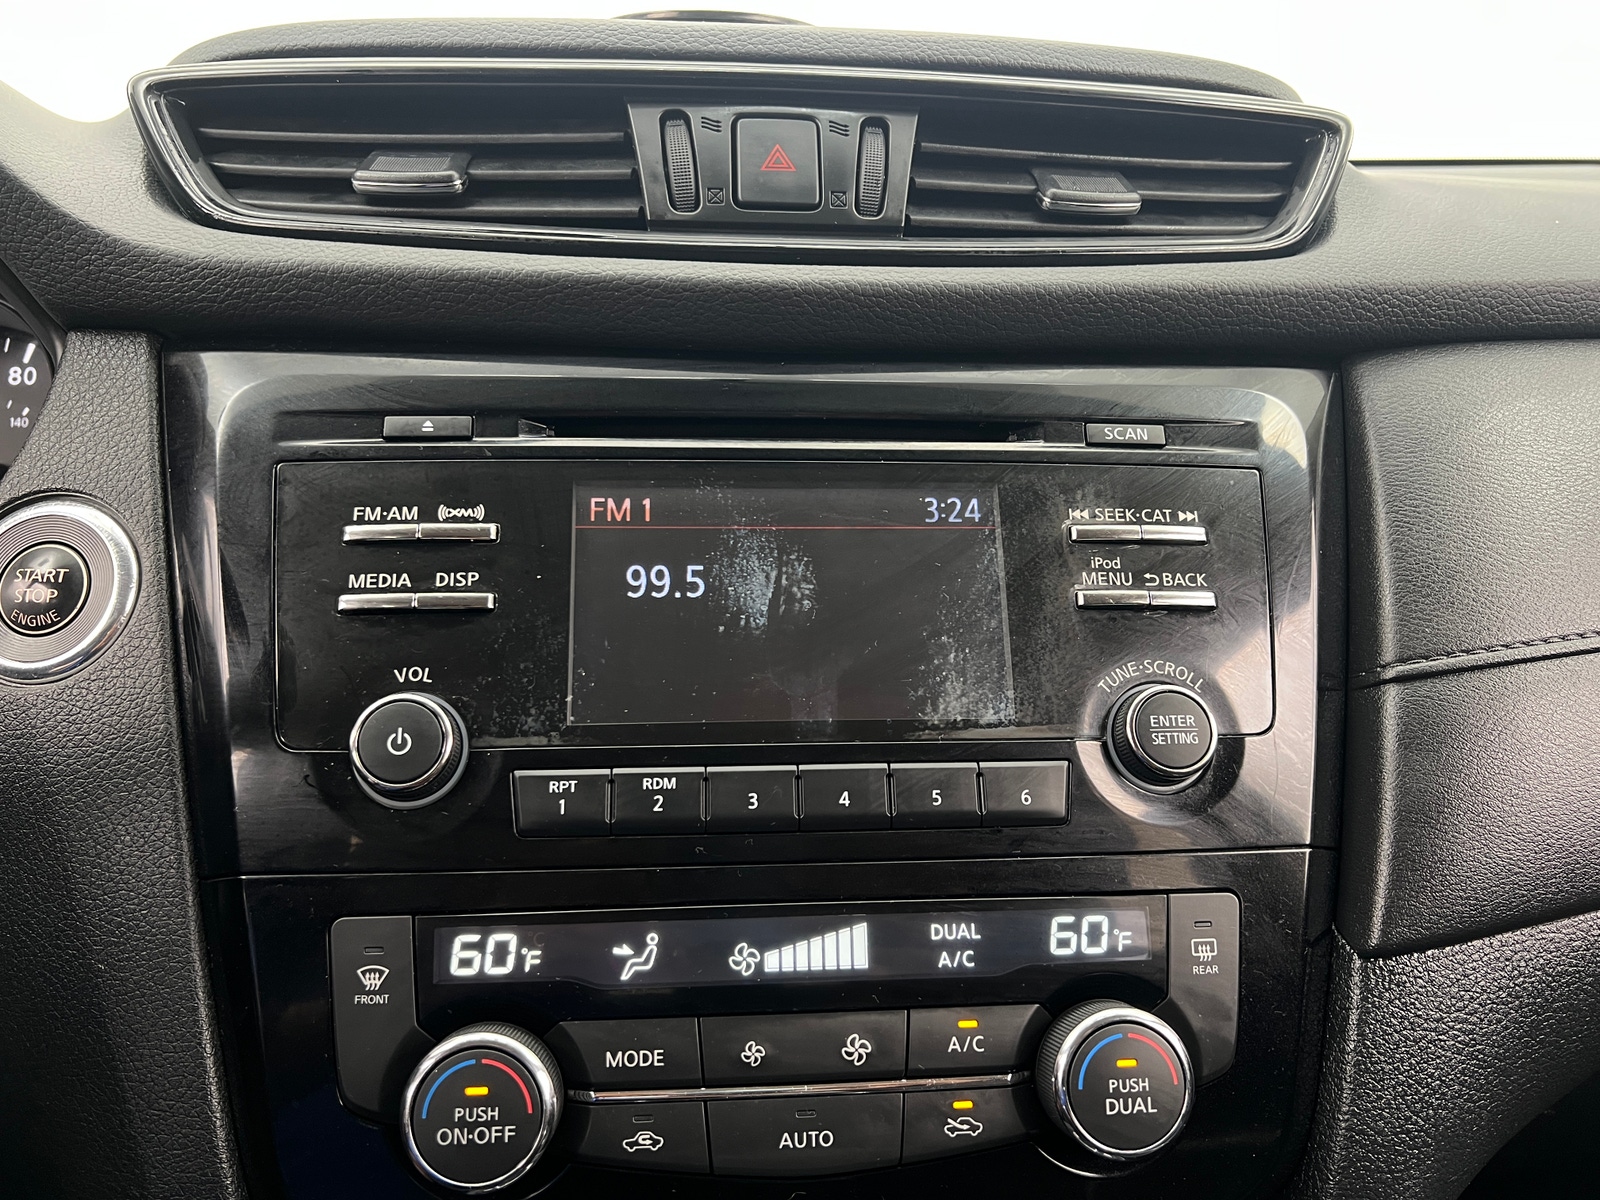 80
140
START
STOP
ENGINE
SCAN
FM·AM
((XM))
MEDIA
DISP
VOL
FM 1
3:24
99.5
SEEK·CAT
iPod
MENU
BACK
TUNE·SCROLL
ENTER
SETTING
RPT
1
RDM
2
3
4
5
6
FRONT
60°F
DUAL
A/C
60°F
REAR
PUSH
ON·OFF
MODE
A/C
AUTO
PUSH
DUAL